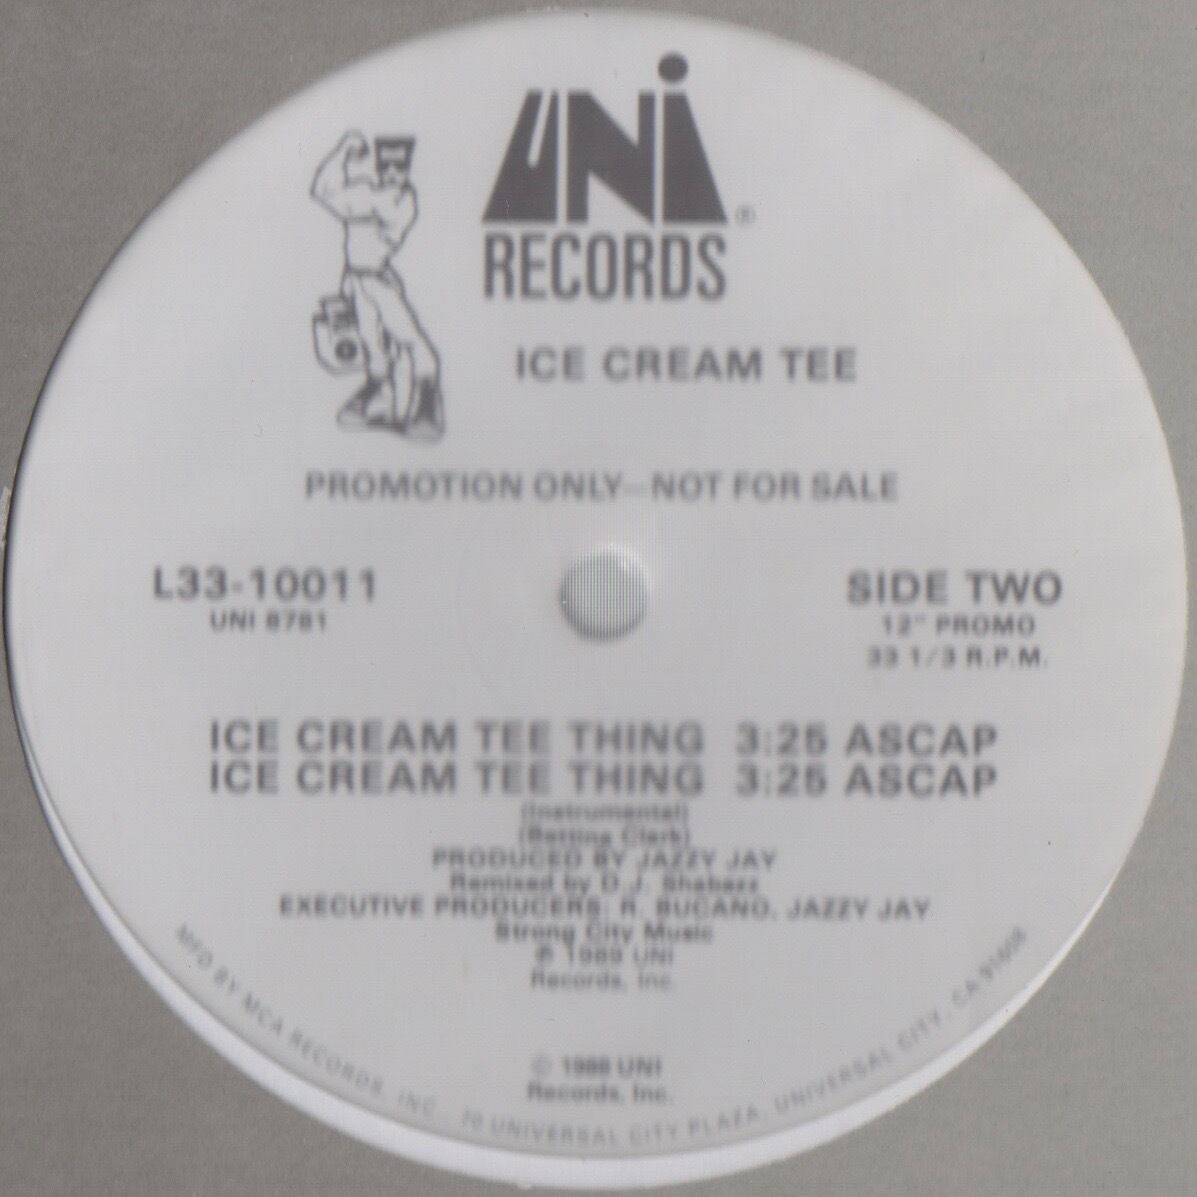 UNi®
RECORDS
ICE CREAM TEE
PROMOTION ONLY—NOT FOR SALE
L33-10011
UNI 8781
SIDE TWO
12" PROMO
33 1/3 R.P.M.
ICE CREAM TEE THING 3:25 ASCAP
ICE CREAM TEE THING 3:25 ASCAP
(Instrumental)
(Bettina Clark)
PRODUCED BY JAZZY JAY
Remixed by D.J. Shabazz
EXECUTIVE PRODUCERS: R. BUCANO, JAZZY JAY
Strong City Music
℗ 1989 UNI
Records, Inc.
© 1989 UNI
Records, Inc.
MFD BY MCA RECORDS, INC., 70 UNIVERSAL CITY PLAZA, UNIVERSAL CITY, CA 91608